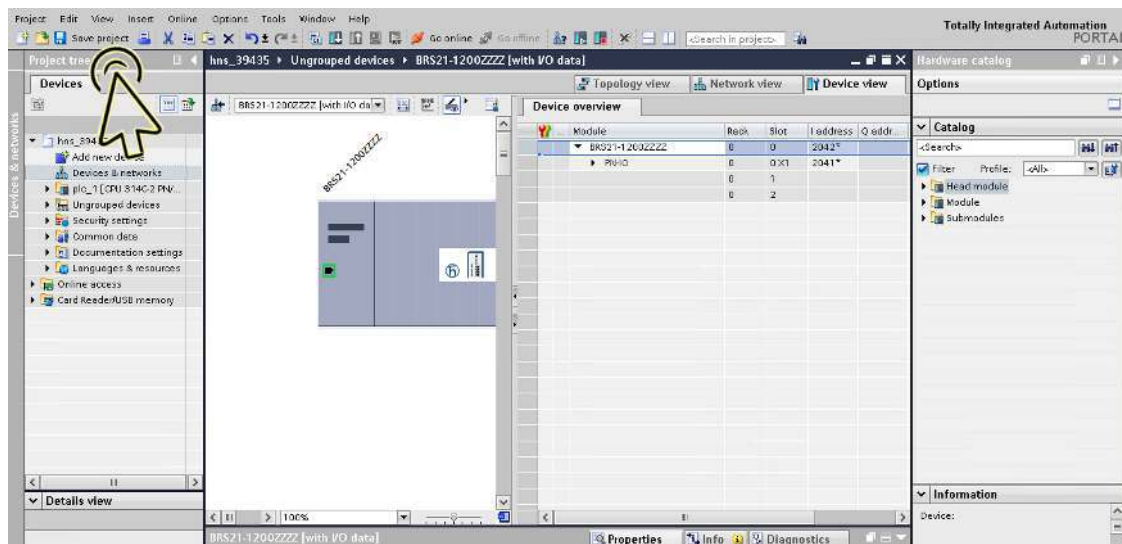 Project Edit View Insert Online Options Tools Window Help
Totally Integrated Automation
PORTAL
Save project
Go online
Go offline
<Search in project>
Project tree
hns_39435 ▸ Ungrouped devices ▸ BRS21-1200ZZZZ [with I/O data]
Hardware catalog
Devices
Topology view
Network view
Device view
Options
BRS21-1200ZZZZ [with I/O da
Device overview
Devices & networks
Module Rack Slot I address Q addr...
BRS21-1200ZZZZ 0 0 2042*
PN-IO 0 0 X1 2041*
0 1
0 2
Catalog
<Search>
Filter Profile: <All>
Head module
Module
Submodules
Add new de
Devices & networks
plc_1 [CPU 314C-2 PN/...
Ungrouped devices
Security settings
Common data
Documentation settings
Languages & resources
Online access
Card Reader/USB memory
BRS21-1200ZZZZ
Details view
100%
Information
Device:
BRS21-1200ZZZZ [with I/O data]
Properties
Info
Diagnostics